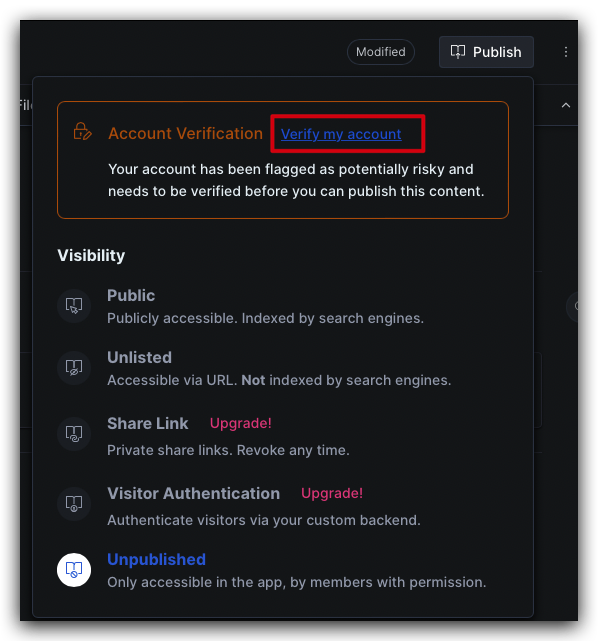 Modified
Publish
Account Verification Verify my account
Your account has been flagged as potentially risky and
needs to be verified before you can publish this content.
Visibility
Public
Publicly accessible. Indexed by search engines.
Unlisted
Accessible via URL. Not indexed by search engines.
Share Link Upgrade!
Private share links. Revoke any time.
Visitor Authentication Upgrade!
Authenticate visitors via your custom backend.
Unpublished
Only accessible in the app, by members with permission.